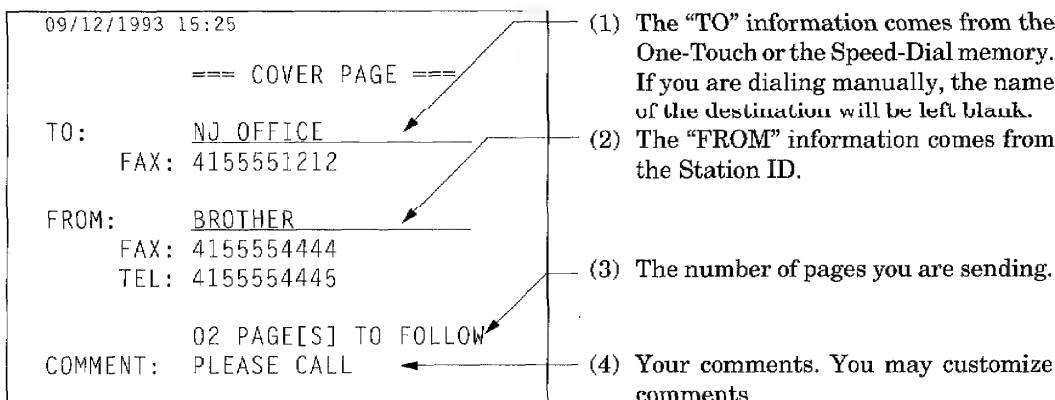 09/12/1993 15:25
=== COVER PAGE ===
TO: NJ OFFICE
FAX: 4155551212
FROM: BROTHER
FAX: 4155554444
TEL: 4155554445
02 PAGE[S] TO FOLLOW
COMMENT: PLEASE CALL
(1) The “TO” information comes from the
One-Touch or the Speed-Dial memory.
If you are dialing manually, the name
of the destination will be left blank.
(2) The “FROM” information comes from
the Station ID.
(3) The number of pages you are sending.
(4) Your comments. You may customize
comments